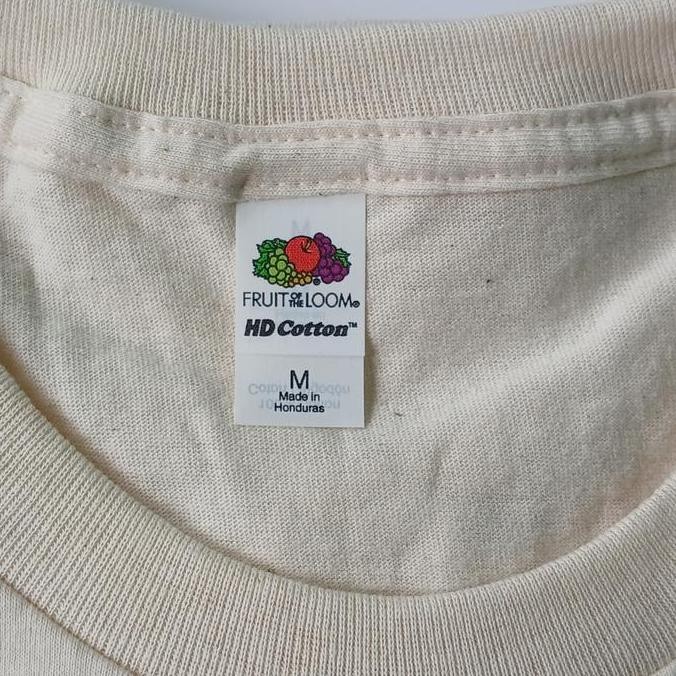 FRUIT OF THE LOOM®
HD Cotton™
M
Made in
Honduras